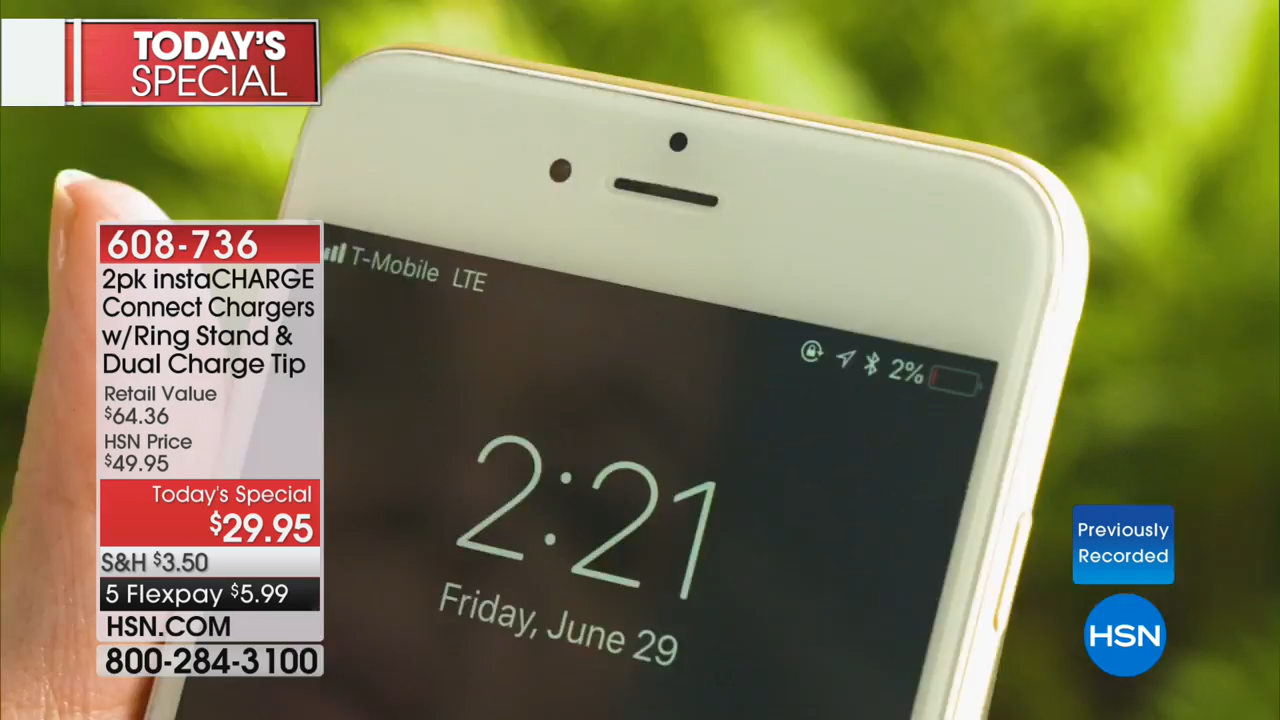 TODAY'S
SPECIAL
608-736
2pk instaCHARGE
Connect Chargers
w/Ring Stand &
Dual Charge Tip
Retail Value
$64.36
HSN Price
$49.95
Today's Special
$29.95
S&H $3.50
5 Flexpay $5.99
HSN.COM
800-284-3100
T-Mobile LTE
2%
2:21
Friday, June 29
Previously
Recorded
HSN